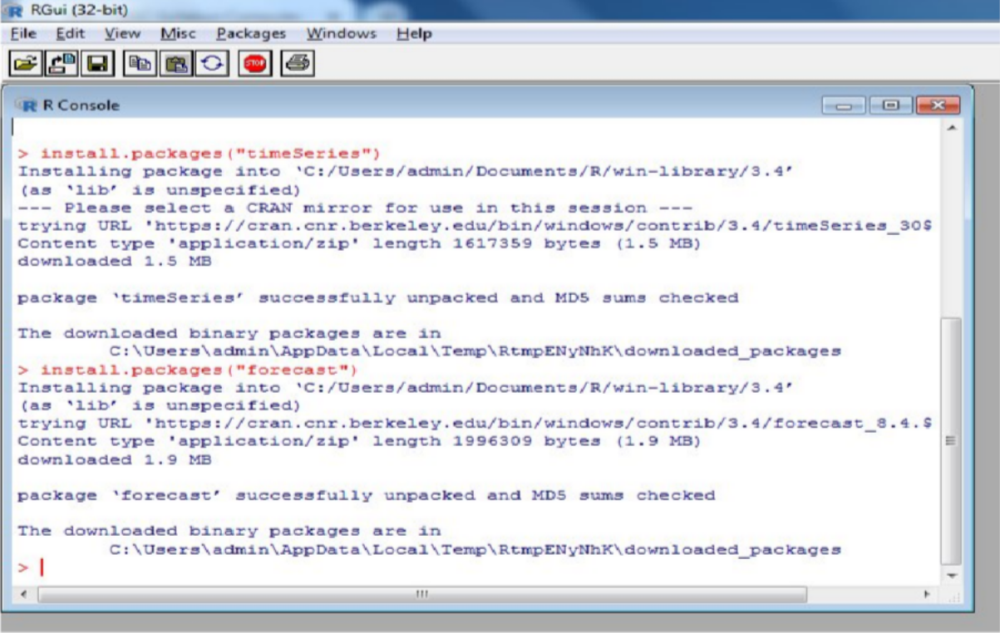 RGui (32-bit)
File Edit View Misc Packages Windows Help
STOP
R Console
> install.packages("timeSeries")
Installing package into ‘C:/Users/admin/Documents/R/win-library/3.4’
(as ‘lib’ is unspecified)
--- Please select a CRAN mirror for use in this session ---
trying URL 'https://cran.cnr.berkeley.edu/bin/windows/contrib/3.4/timeSeries_30$
Content type 'application/zip' length 1617359 bytes (1.5 MB)
downloaded 1.5 MB
package ‘timeSeries’ successfully unpacked and MD5 sums checked
The downloaded binary packages are in
C:\Users\admin\AppData\Local\Temp\RtmpENyNhK\downloaded_packages
> install.packages("forecast")
Installing package into ‘C:/Users/admin/Documents/R/win-library/3.4’
(as ‘lib’ is unspecified)
trying URL 'https://cran.cnr.berkeley.edu/bin/windows/contrib/3.4/forecast_8.4.$
Content type 'application/zip' length 1996309 bytes (1.9 MB)
downloaded 1.9 MB
package ‘forecast’ successfully unpacked and MD5 sums checked
The downloaded binary packages are in
C:\Users\admin\AppData\Local\Temp\RtmpENyNhK\downloaded_packages
>